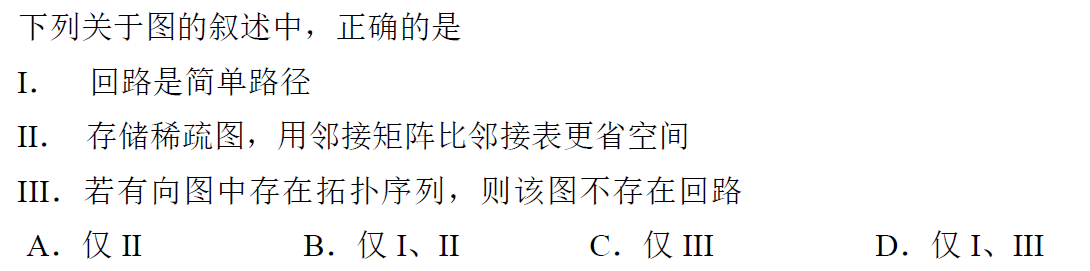 下列关于图的叙述中，正确的是
I． 回路是简单路径
II． 存储稀疏图，用邻接矩阵比邻接表更省空间
III．若有向图中存在拓扑序列，则该图不存在回路
A．仅 II B．仅 I、II C．仅 III D．仅 I、III